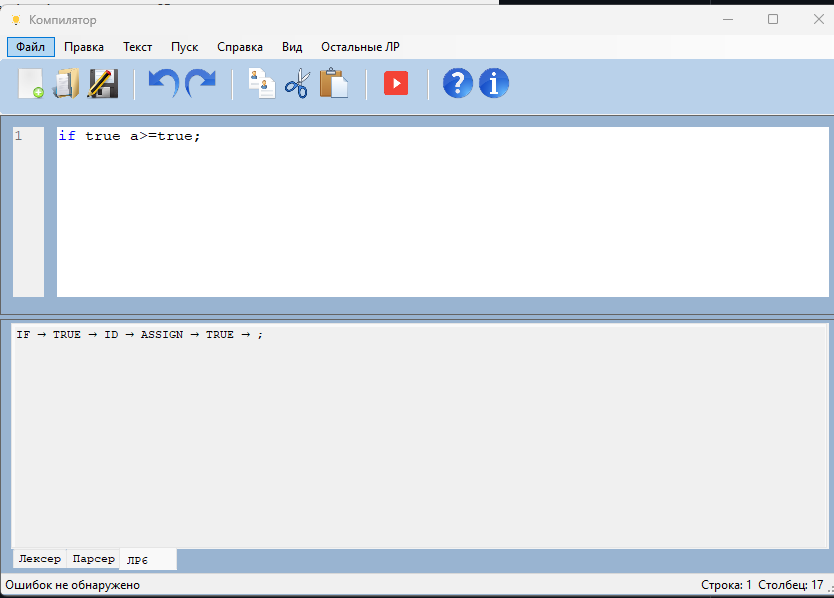 Компилятор
Файл Правка Текст Пуск Справка Вид Остальные ЛР
1 if true a>=true;
IF → TRUE → ID → ASSIGN → TRUE → ;
Лексер Парсер ЛР6
Ошибок не обнаружено Строка: 1 Столбец: 17